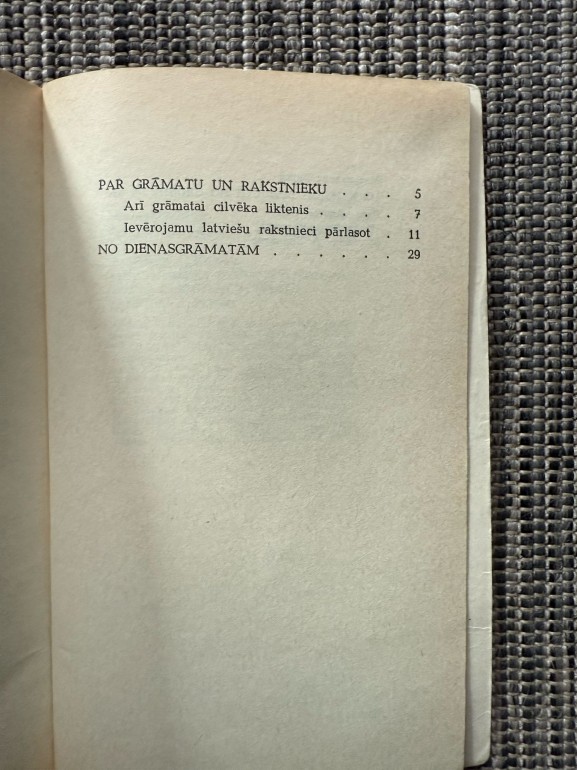 PAR GRĀMATU UN RAKSTNIEKU . . . 5
Arī grāmatai cilvēka liktenis . . . . 7
Ievērojamu latviešu rakstnieci pārlasot . 11
NO DIENASGRĀMATĀM . . . . . . 29